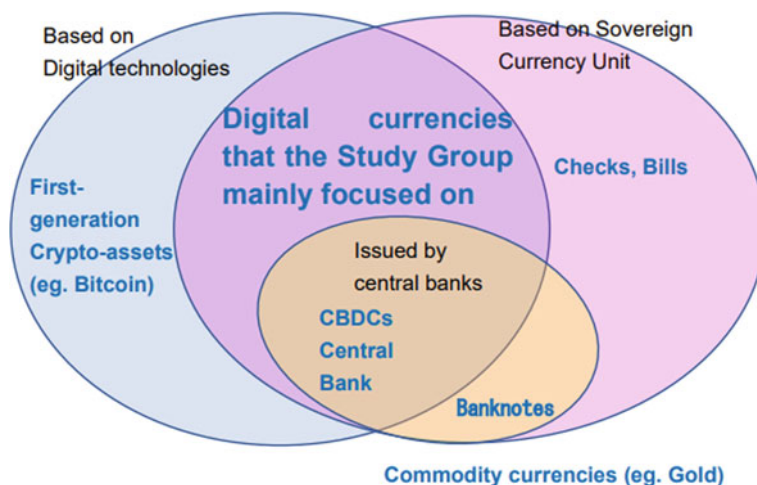 Based on
Digital technologies
Based on Sovereign
Currency Unit
Digital currencies
that the Study Group
mainly focused on
Checks, Bills
First-
generation
Crypto-assets
(eg. Bitcoin)
Issued by
central banks
CBDCs
Central
Bank
Banknotes
Commodity currencies (eg. Gold)